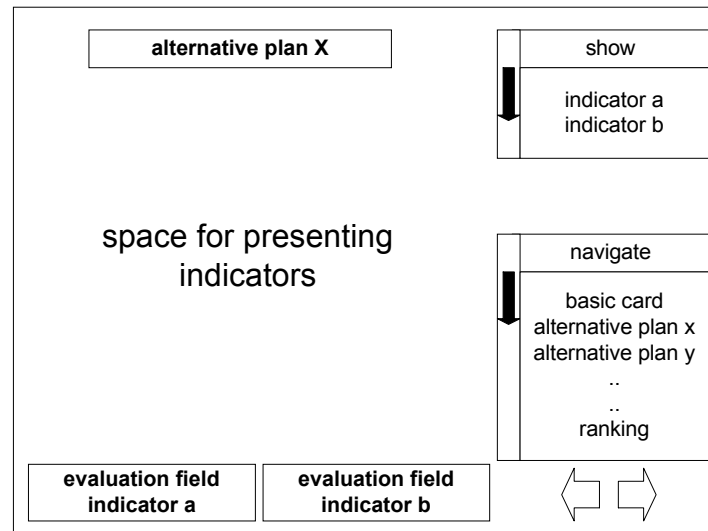 alternative plan X
show
indicator a
indicator b
space for presenting
indicators
navigate
basic card
alternative plan x
alternative plan y
..
..
ranking
evaluation field
indicator a
evaluation field
indicator b